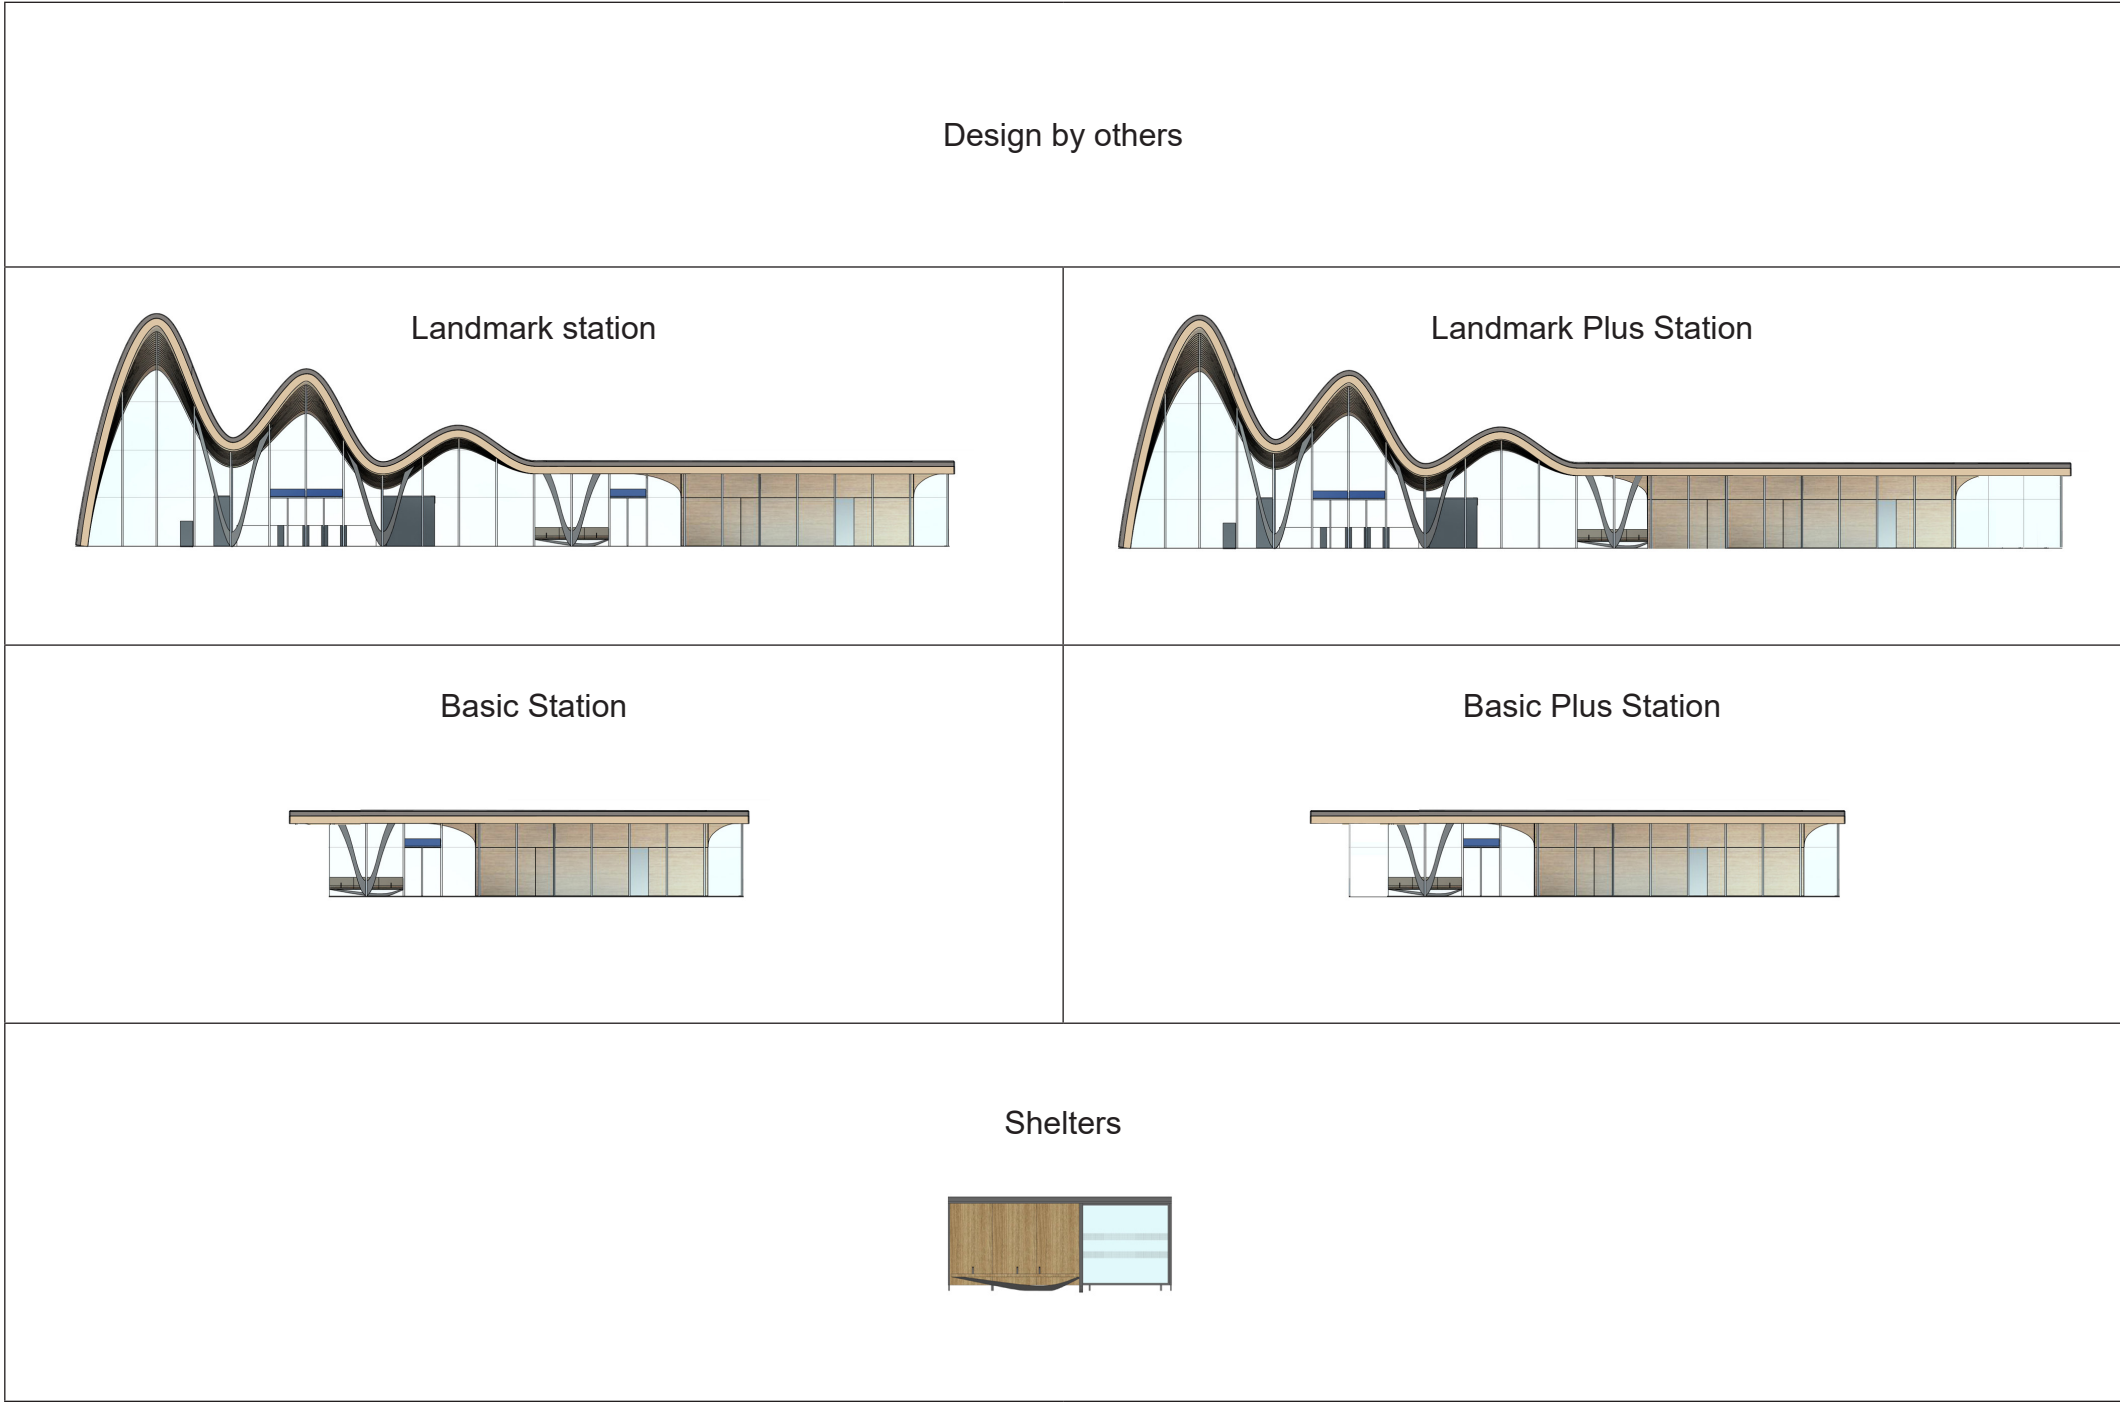 Design by others
Landmark station
Landmark Plus Station
Basic Station
Basic Plus Station
Shelters